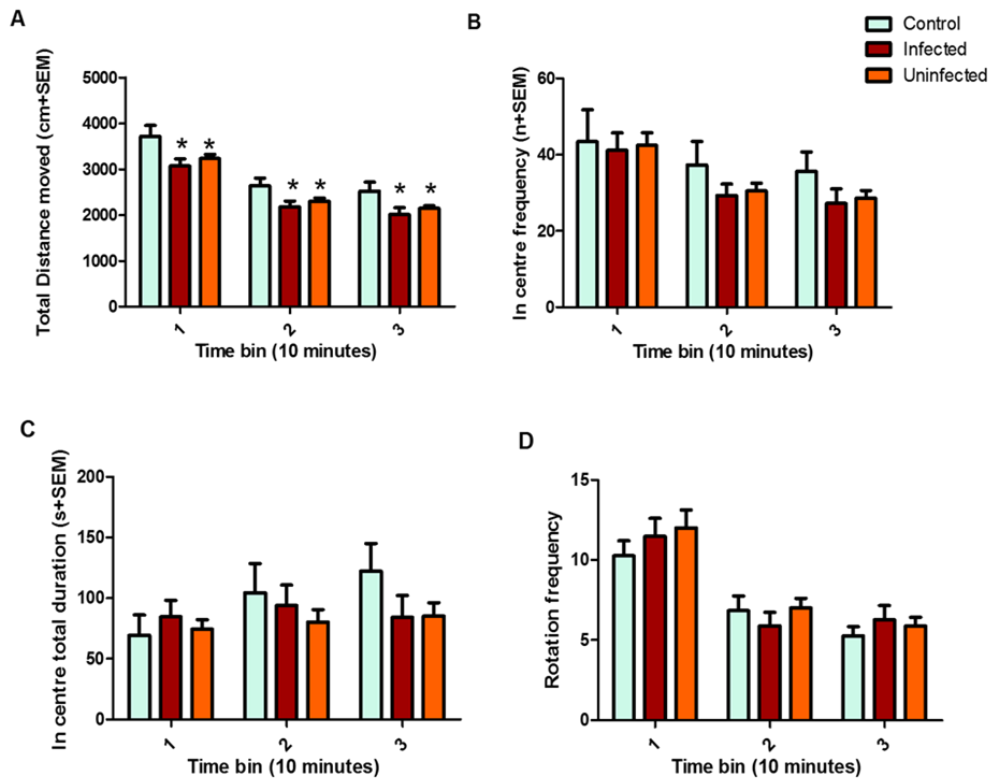 A
B
Control
Infected
Uninfected
Total Distance moved (cm+SEM)
5000
4000
3000
2000
1000
0
* *
* *
* *
1 2 3
Time bin (10 minutes)
In centre frequency (n+SEM)
60
40
20
0
1 2 3
Time bin (10 minutes)
C
In centre total duration (s+SEM)
200
150
100
50
0
1 2 3
Time bin (10 minutes)
D
Rotation frequency
15
10
5
0
1 2 3
Time bin (10 minutes)